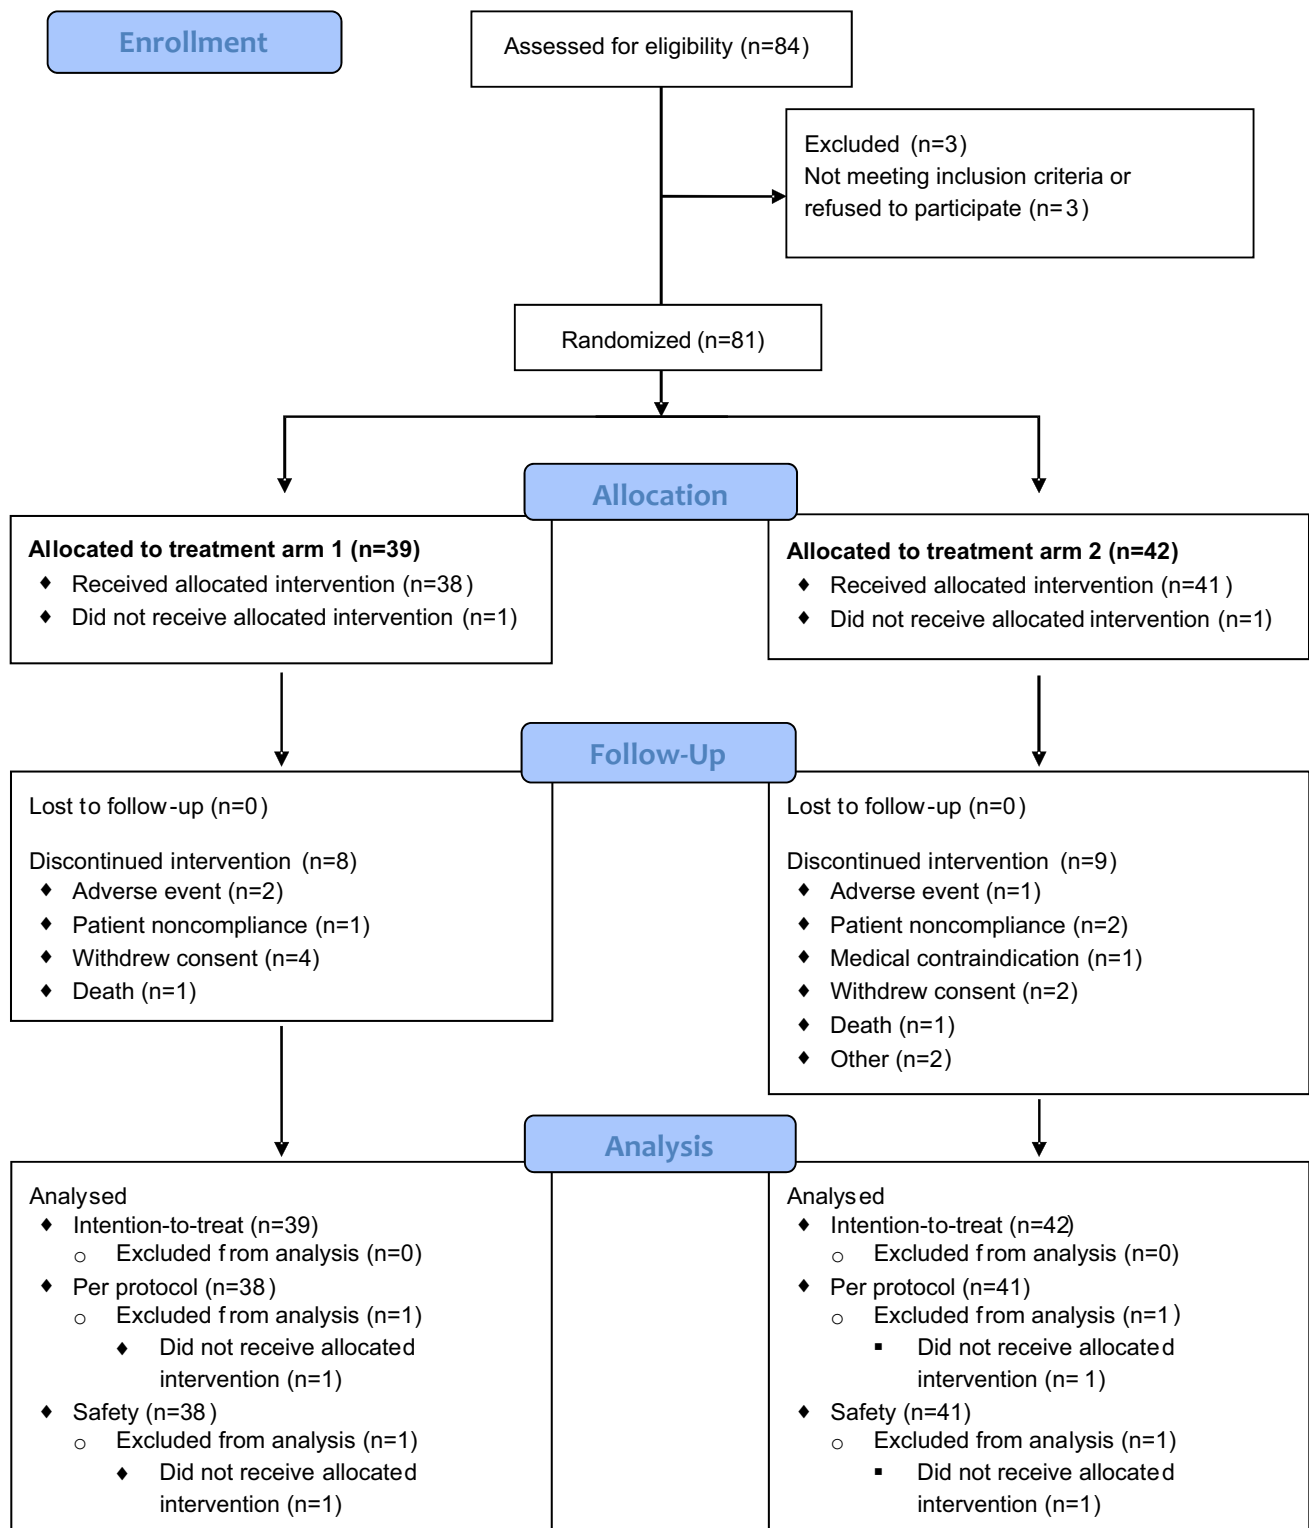 Enrollment
Assessed for eligibility (n=84)
Excluded (n=3)
Not meeting inclusion criteria or
refused to participate (n=3)
Randomized (n=81)
Allocation
Allocated to treatment arm 1 (n=39)
♦ Received allocated intervention (n=38)
♦ Did not receive allocated intervention (n=1)
Allocated to treatment arm 2 (n=42)
♦ Received allocated intervention (n=41)
♦ Did not receive allocated intervention (n=1)
Follow-Up
Lost to follow-up (n=0)
Discontinued intervention (n=8)
♦ Adverse event (n=2)
♦ Patient noncompliance (n=1)
♦ Withdrew consent (n=4)
♦ Death (n=1)
Lost to follow-up (n=0)
Discontinued intervention (n=9)
♦ Adverse event (n=1)
♦ Patient noncompliance (n=2)
♦ Medical contraindication (n=1)
♦ Withdrew consent (n=2)
♦ Death (n=1)
♦ Other (n=2)
Analysis
Analysed
♦ Intention-to-treat (n=39)
o Excluded from analysis (n=0)
♦ Per protocol (n=38)
o Excluded from analysis (n=1)
♦ Did not receive allocated
intervention (n=1)
♦ Safety (n=38)
o Excluded from analysis (n=1)
♦ Did not receive allocated
intervention (n=1)
Analysed
♦ Intention-to-treat (n=42)
o Excluded from analysis (n=0)
♦ Per protocol (n=41)
o Excluded from analysis (n=1)
▪ Did not receive allocated
intervention (n=1)
♦ Safety (n=41)
o Excluded from analysis (n=1)
▪ Did not receive allocated
intervention (n=1)